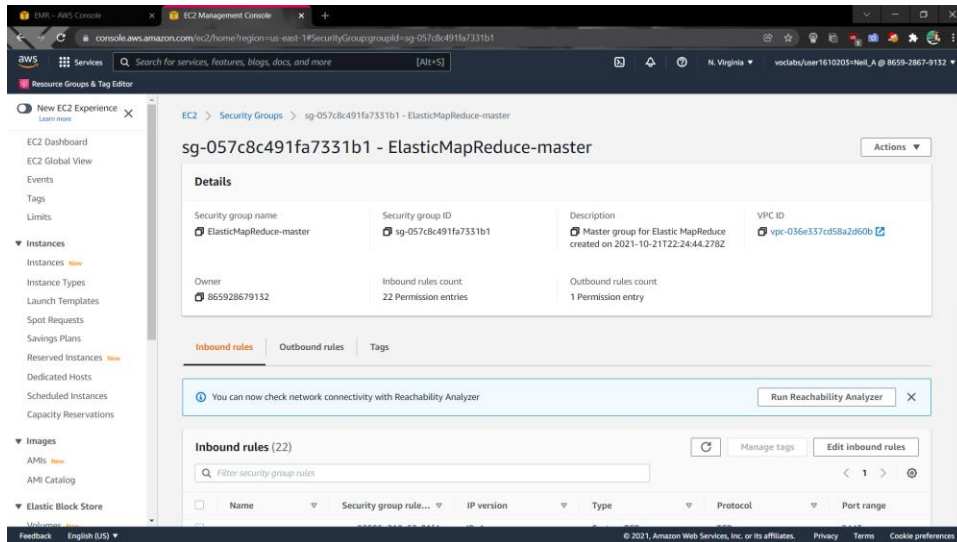 EMR – AWS Console
EC2 Management Console
console.aws.amazon.com/ec2/home?region=us-east-1#SecurityGroup:groupId=sg-057c8c491fa7331b1
aws
Services
Search for services, features, blogs, docs, and more
[Alt+S]
N. Virginia
voclabs/user1610203=Neil_A @ 8659-2867-9132
Resource Groups & Tag Editor
New EC2 Experience
Learn more
EC2 Dashboard
EC2 Global View
Events
Tags
Limits
Instances
Instances New
Instance Types
Launch Templates
Spot Requests
Savings Plans
Reserved Instances New
Dedicated Hosts
Scheduled Instances
Capacity Reservations
Images
AMIs New
AMI Catalog
Elastic Block Store
Volumes New
EC2 > Security Groups > sg-057c8c491fa7331b1 - ElasticMapReduce-master
sg-057c8c491fa7331b1 - ElasticMapReduce-master
Actions
Details
Security group name
ElasticMapReduce-master
Security group ID
sg-057c8c491fa7331b1
Description
Master group for Elastic MapReduce
created on 2021-10-21T22:24:44.278Z
VPC ID
vpc-036e337cd58a2d60b
Owner
865928679132
Inbound rules count
22 Permission entries
Outbound rules count
1 Permission entry
Inbound rules
Outbound rules
Tags
You can now check network connectivity with Reachability Analyzer
Run Reachability Analyzer
Inbound rules (22)
Manage tags
Edit inbound rules
Filter security group rules
1
Name
Security group rule...
IP version
Type
Protocol
Port range
Feedback
English (US)
© 2021, Amazon Web Services, Inc. or its affiliates.
Privacy
Terms
Cookie preferences